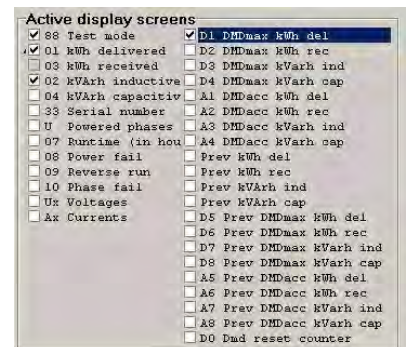 Active display screens
88 Test mode
01 kWh delivered
03 kWh received
02 kVArh inductive
04 kVArh capacitiv
33 Serial number
U Powered phases
07 Runtime (in hou
08 Power fail
09 Reverse run
10 Phase fail
Ux Voltages
Ax Currents
D1 DMDmax kWh del
D2 DMDmax kWh rec
D3 DMDmax kVarh ind
D4 DMDmax kVarh cap
A1 DMDacc kWh del
A2 DMDacc kWh rec
A3 DMDacc kVarh ind
A4 DMDacc kVarh cap
Prev kWh del
Prev kWh rec
Prev kVArh ind
Prev kVArh cap
D5 Prev DMDmax kWh del
D6 Prev DMDmax kWh rec
D7 Prev DMDmax kVarh ind
D8 Prev DMDmax kVarh cap
A5 Prev DMDacc kWh del
A6 Prev DMDacc kWh rec
A7 Prev DMDacc kVarh ind
A8 Prev DMDacc kVarh cap
D0 Dmd reset counter